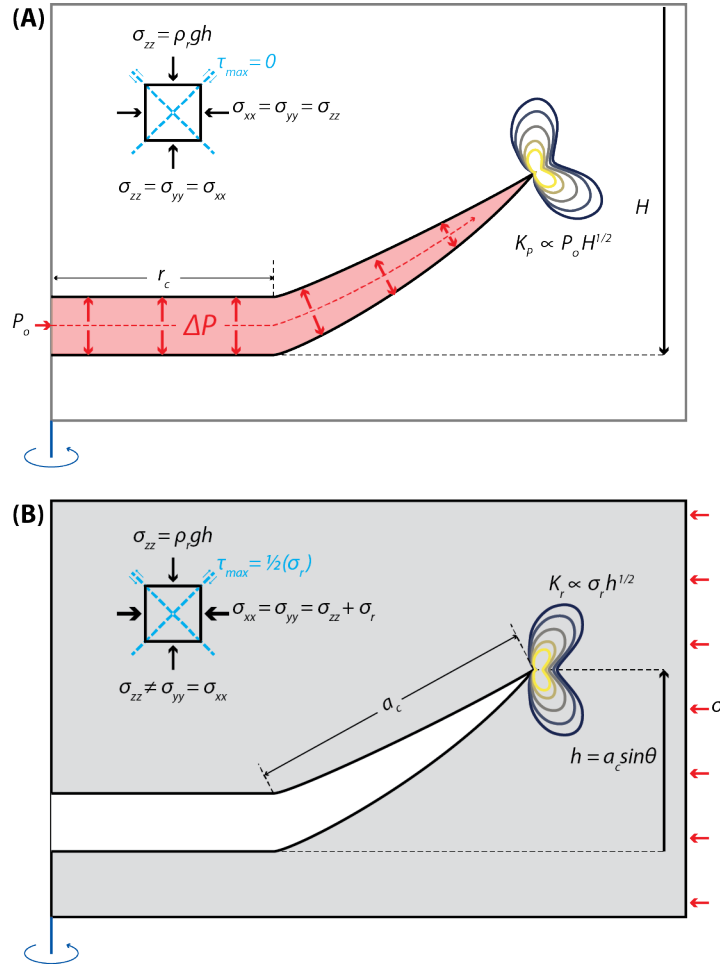 (A)
σzz = ρrgh
τmax = 0
σxx = σyy = σzz
σzz = σyy = σxx
H
KP ∝ PoH1/2
rc
Po
ΔP
(B)
σzz = ρrgh
τmax = ½(σr)
Kr ∝ σrh1/2
σxx = σyy = σzz + σr
σzz ≠ σyy = σxx
ac
σ
h = acsinθ